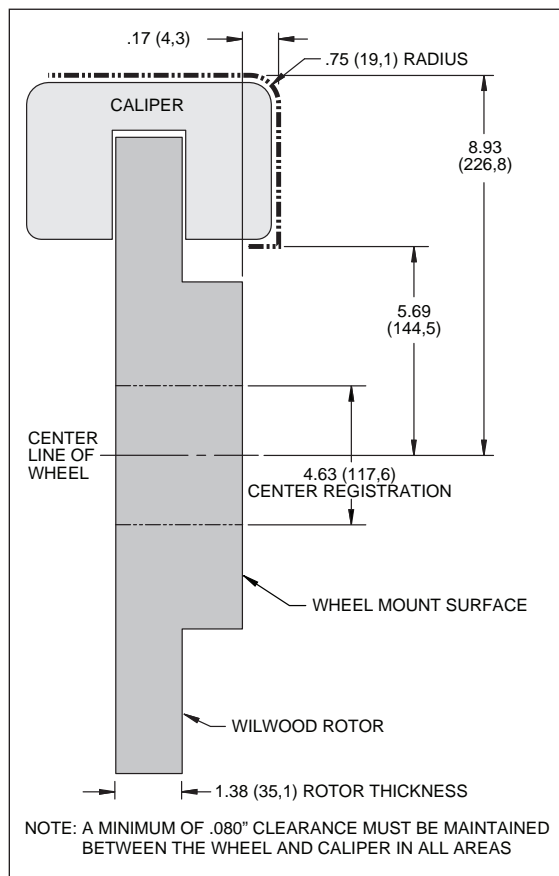 .17 (4,3)
.75 (19,1) RADIUS
CALIPER
8.93
(226,8)
5.69
(144,5)
CENTER
LINE OF
WHEEL
4.63 (117,6)
CENTER REGISTRATION
WHEEL MOUNT SURFACE
WILWOOD ROTOR
1.38 (35,1) ROTOR THICKNESS
NOTE: A MINIMUM OF .080” CLEARANCE MUST BE MAINTAINED
BETWEEN THE WHEEL AND CALIPER IN ALL AREAS